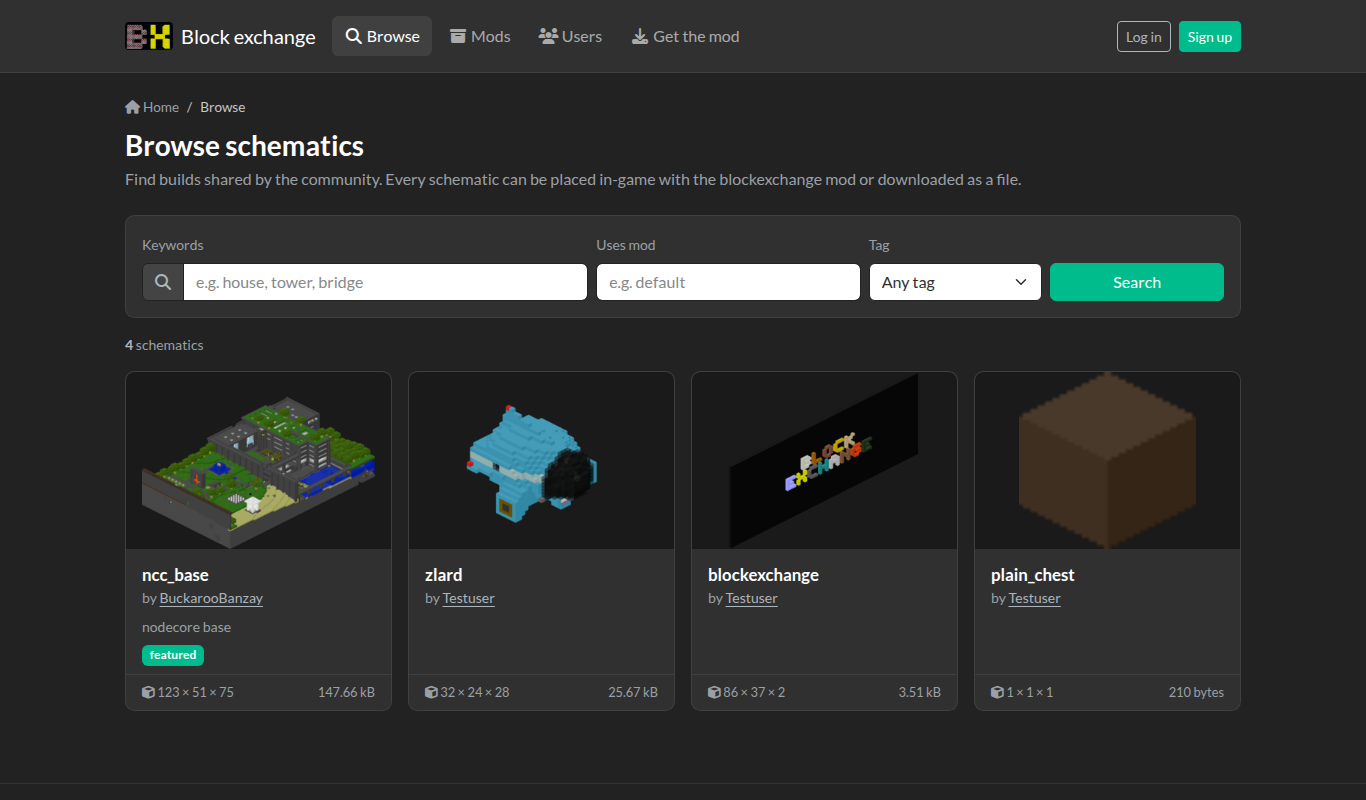 BX Block exchange Browse Mods Users Get the mod Log in Sign up
Home / Browse
Browse schematics
Find builds shared by the community. Every schematic can be placed in-game with the blockexchange mod or downloaded as a file.
Keywords Uses mod Tag
e.g. house, tower, bridge e.g. default Any tag Search
4 schematics
BLOCK
EXCHANGE
ncc_base zlard blockexchange plain_chest
by BuckarooBanzay by Testuser by Testuser by Testuser
nodecore base
featured
123 × 51 × 75 147.66 kB 32 × 24 × 28 25.67 kB 86 × 37 × 2 3.51 kB 1 × 1 × 1 210 bytes